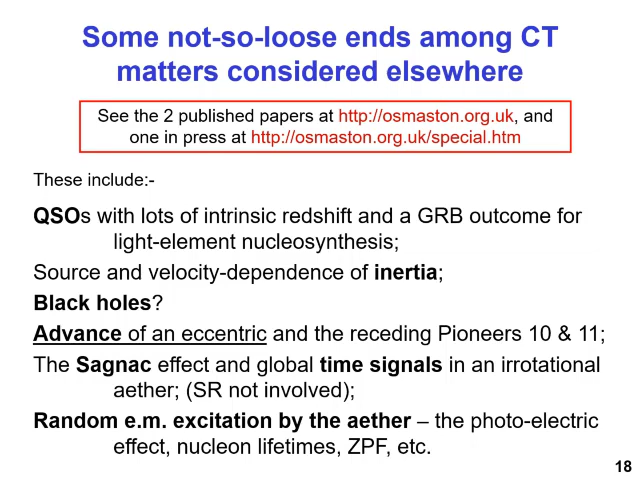 Some not-so-loose ends among CT
matters considered elsewhere
See the 2 published papers at http://osmaston.org.uk, and
one in press at http://osmaston.org.uk/special.htm
These include:-
QSOs with lots of intrinsic redshift and a GRB outcome for
light-element nucleosynthesis;
Source and velocity-dependence of inertia;
Black holes?
Advance of an eccentric and the receding Pioneers 10 & 11;
The Sagnac effect and global time signals in an irrotational
aether; (SR not involved);
Random e.m. excitation by the aether – the photo-electric
effect, nucleon lifetimes, ZPF, etc.
18